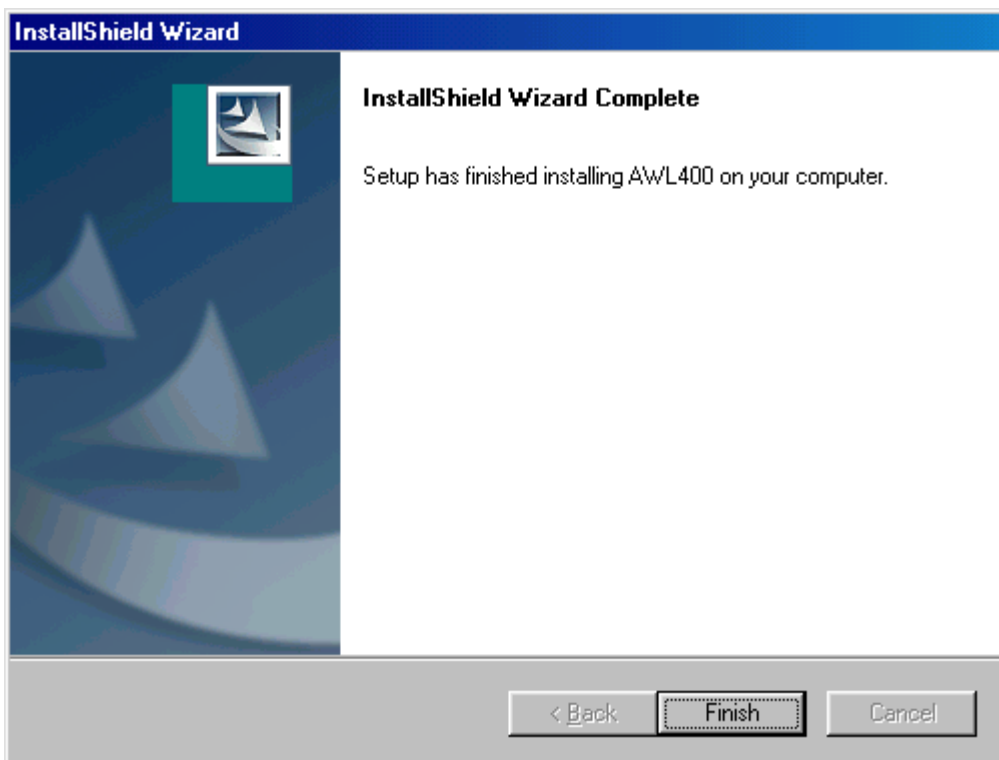 InstallShield Wizard
InstallShield Wizard Complete
Setup has finished installing AWL400 on your computer.
< Back
Finish
Cancel